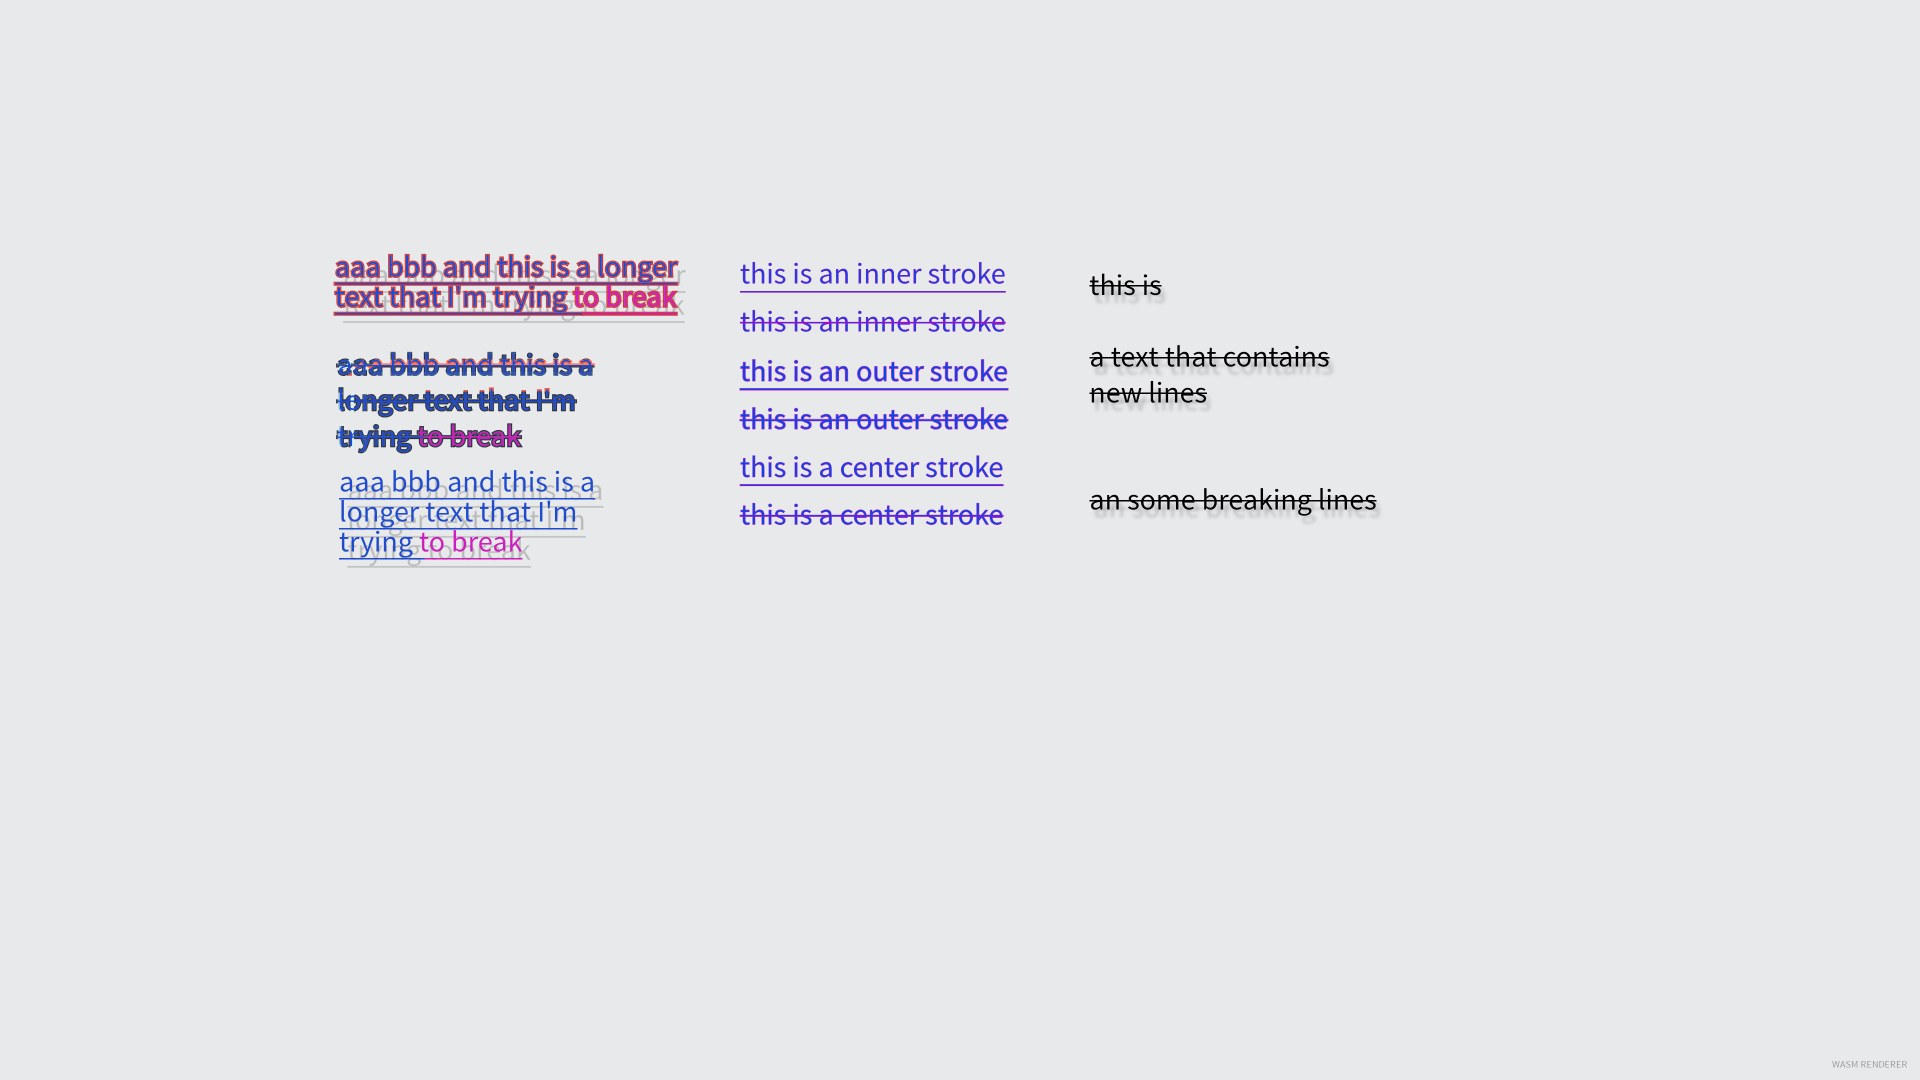 aaa bbb and this is a longer
text that I'm trying to break
aaa bbb and this is a
longer text that I'm
trying to break
aaa bbb and this is a
longer text that I'm
trying to break
this is an inner stroke
this is an inner stroke
this is an outer stroke
this is an outer stroke
this is a center stroke
this is a center stroke
this is
a text that contains
new lines
an some breaking lines
WASM RENDERER